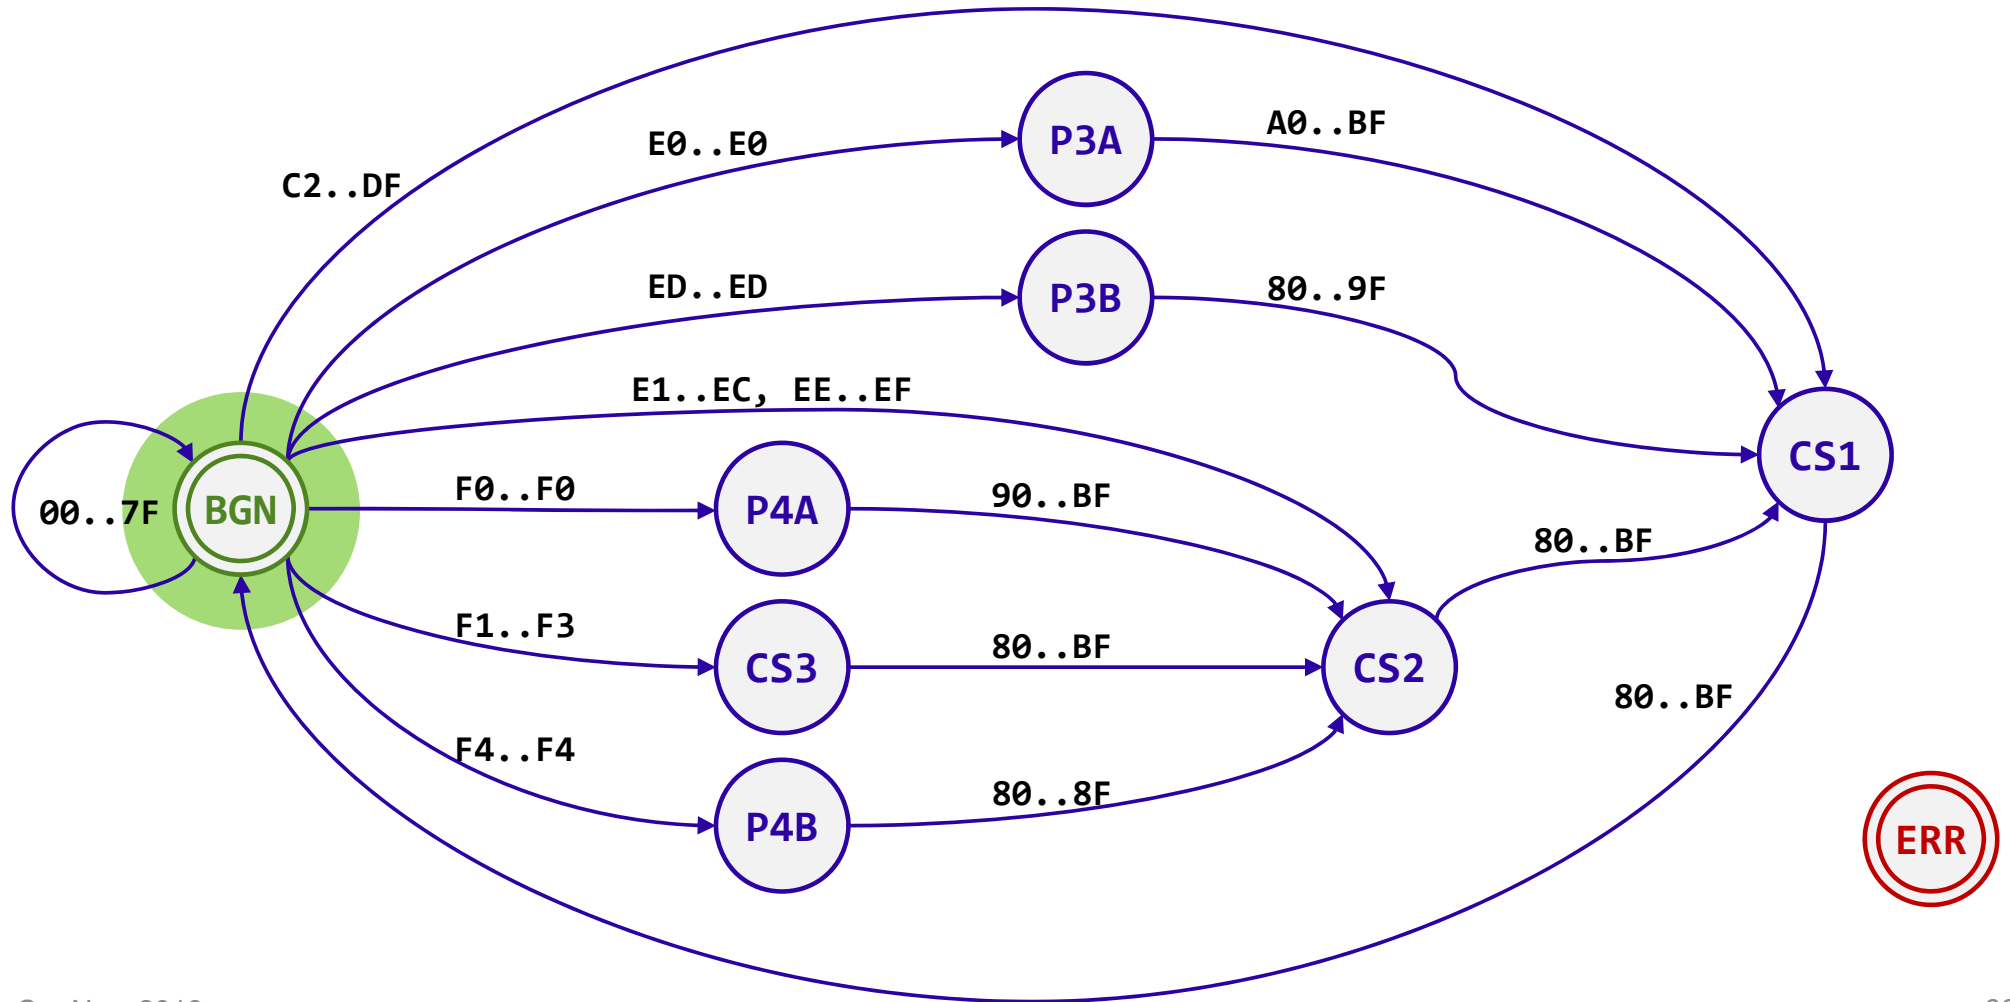 A0..BF
P3A
E0..E0
C2..DF
ED..ED
P3B
80..9F
E1..EC, EE..EF
CS1
F0..F0
90..BF
00..7F
BGN
P4A
80..BF
F1..F3
80..BF
CS3
CS2
80..BF
F4..F4
80..8F
P4B
ERR